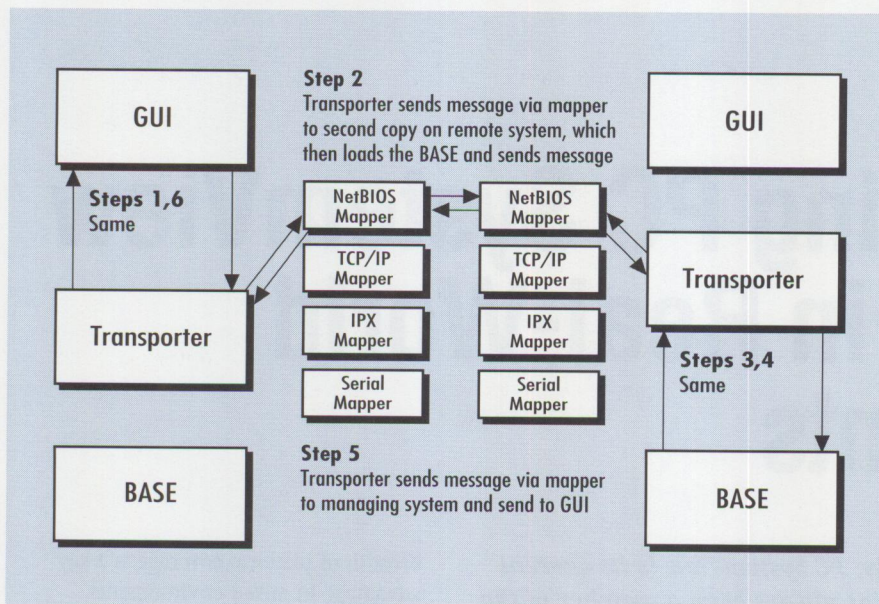 GUI
Step 2
Transporter sends message via mapper
to second copy on remote system, which
then loads the BASE and sends message
GUI
Steps 1,6
Same
NetBIOS
Mapper
NetBIOS
Mapper
TCP/IP
Mapper
TCP/IP
Mapper
Transporter
Transporter
IPX
Mapper
IPX
Mapper
Steps 3,4
Same
Serial
Mapper
Serial
Mapper
BASE
Step 5
Transporter sends message via mapper
to managing system and send to GUI
BASE